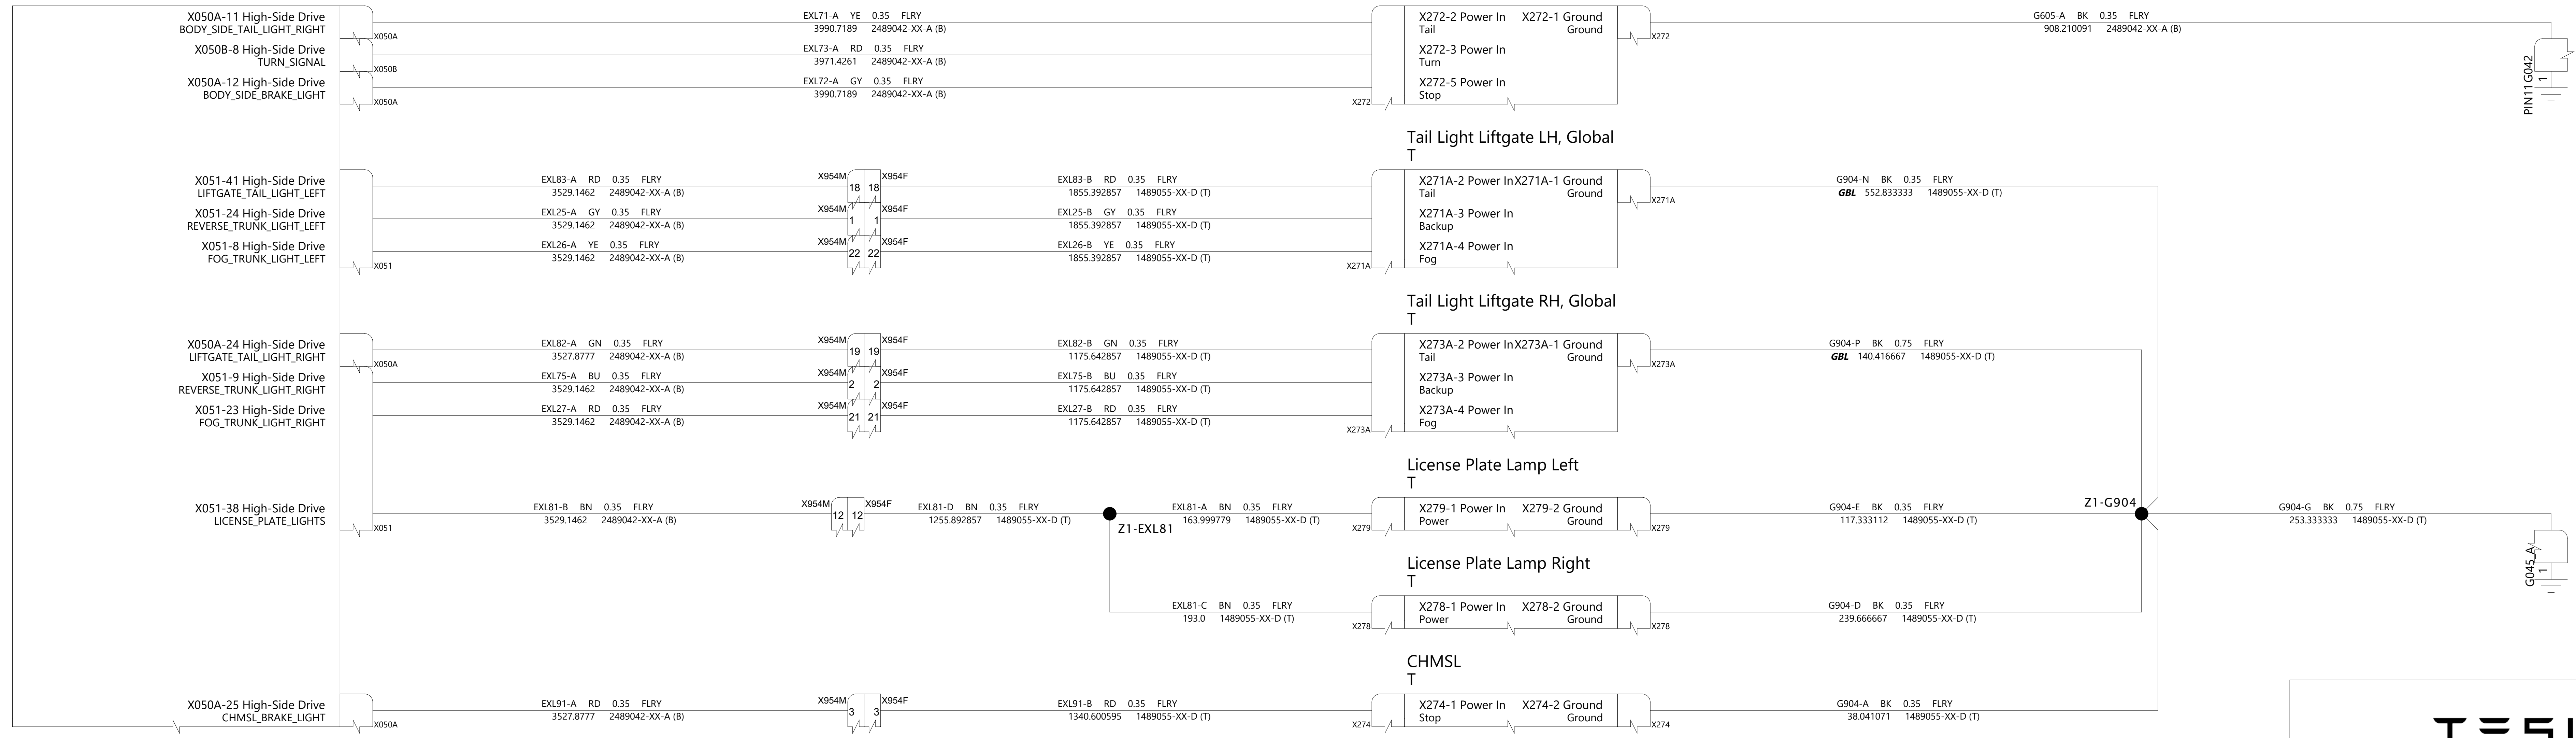 X050A-11 High-Side Drive
BODY_SIDE_TAIL_LIGHT_RIGHT
X050A
EXL71-A YE 0.35 FLRY
3990.7189 2489042-XX-A (B)
X272-2 Power In X272-1 Ground
Tail Ground
X272
G605-A BK 0.35 FLRY
908.210091 2489042-XX-A (B)
X050B-8 High-Side Drive
TURN_SIGNAL
X050B
EXL73-A RD 0.35 FLRY
3971.4261 2489042-XX-A (B)
X272-3 Power In
Turn
X050A-12 High-Side Drive
BODY_SIDE_BRAKE_LIGHT
X050A
EXL72-A GY 0.35 FLRY
3990.7189 2489042-XX-A (B)
X272
X272-5 Power In
Stop
PIN11G042
1
Tail Light Liftgate LH, Global
T
X051-41 High-Side Drive
LIFTGATE_TAIL_LIGHT_LEFT
EXL83-A RD 0.35 FLRY
3529.1462 2489042-XX-A (B)
X954M 18 18 X954F
EXL83-B RD 0.35 FLRY
1855.392857 1489055-XX-D (T)
X271A-2 Power In X271A-1 Ground
Tail Ground
X271A
G904-N BK 0.35 FLRY
GBL 552.833333 1489055-XX-D (T)
X051-24 High-Side Drive
REVERSE_TRUNK_LIGHT_LEFT
EXL25-A GY 0.35 FLRY
3529.1462 2489042-XX-A (B)
X954M 1 1 X954F
EXL25-B GY 0.35 FLRY
1855.392857 1489055-XX-D (T)
X271A-3 Power In
Backup
X051-8 High-Side Drive
FOG_TRUNK_LIGHT_LEFT
X051
EXL26-A YE 0.35 FLRY
3529.1462 2489042-XX-A (B)
X954M 22 22 X954F
EXL26-B YE 0.35 FLRY
1855.392857 1489055-XX-D (T)
X271A
X271A-4 Power In
Fog
Tail Light Liftgate RH, Global
T
X050A-24 High-Side Drive
LIFTGATE_TAIL_LIGHT_RIGHT
X050A
EXL82-A GN 0.35 FLRY
3527.8777 2489042-XX-A (B)
X954M 19 19 X954F
EXL82-B GN 0.35 FLRY
1175.642857 1489055-XX-D (T)
X273A-2 Power In X273A-1 Ground
Tail Ground
X273A
G904-P BK 0.75 FLRY
GBL 140.416667 1489055-XX-D (T)
X051-9 High-Side Drive
REVERSE_TRUNK_LIGHT_RIGHT
EXL75-A BU 0.35 FLRY
3529.1462 2489042-XX-A (B)
X954M 2 2 X954F
EXL75-B BU 0.35 FLRY
1175.642857 1489055-XX-D (T)
X273A-3 Power In
Backup
X051-23 High-Side Drive
FOG_TRUNK_LIGHT_RIGHT
EXL27-A RD 0.35 FLRY
3529.1462 2489042-XX-A (B)
X954M 21 21 X954F
EXL27-B RD 0.35 FLRY
1175.642857 1489055-XX-D (T)
X273A
X273A-4 Power In
Fog
License Plate Lamp Left
T
X051-38 High-Side Drive
LICENSE_PLATE_LIGHTS
X051
EXL81-B BN 0.35 FLRY
3529.1462 2489042-XX-A (B)
X954M 12 12 X954F
EXL81-D BN 0.35 FLRY
1255.892857 1489055-XX-D (T)
Z1-EXL81
EXL81-A BN 0.35 FLRY
163.999779 1489055-XX-D (T)
X279
X279-1 Power In X279-2 Ground
Power Ground
X279
G904-E BK 0.35 FLRY
117.333112 1489055-XX-D (T)
Z1-G904
G904-G BK 0.75 FLRY
253.333333 1489055-XX-D (T)
G045_A
1
License Plate Lamp Right
T
EXL81-C BN 0.35 FLRY
193.0 1489055-XX-D (T)
X278
X278-1 Power In X278-2 Ground
Power Ground
X278
G904-D BK 0.35 FLRY
239.666667 1489055-XX-D (T)
CHMSL
T
X050A-25 High-Side Drive
CHMSL_BRAKE_LIGHT
X050A
EXL91-A RD 0.35 FLRY
3527.8777 2489042-XX-A (B)
X954M 3 3 X954F
EXL91-B RD 0.35 FLRY
1340.600595 1489055-XX-D (T)
X274
X274-1 Power In X274-2 Ground
Stop Ground
X274
G904-A BK 0.35 FLRY
38.041071 1489055-XX-D (T)